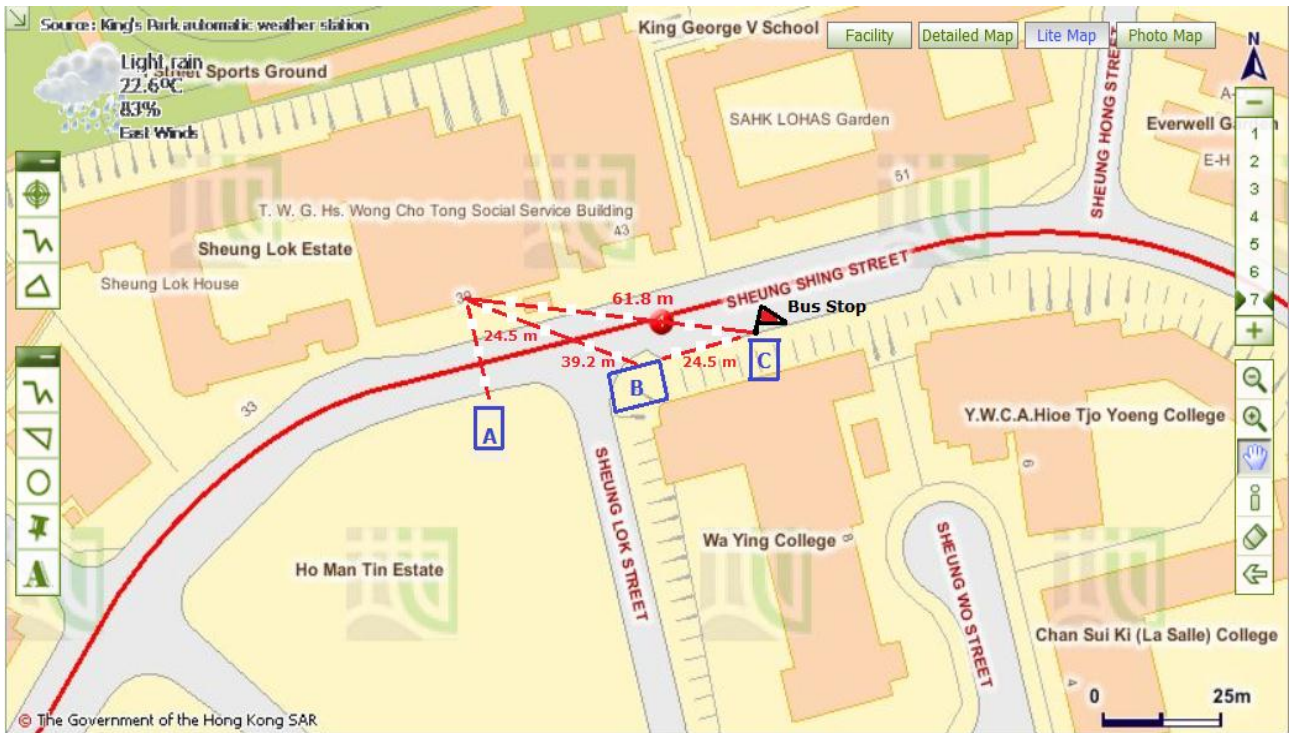 Source: King's Park automatic weather station
King George V School
Facility
Detailed Map
Lite Map
Photo Map
N
Light rain
Street Sports Ground
22.6°C
83%
East Winds
SAHK LOHAS Garden
SHEUNG HONG STREET
A-
Everwell Garden
E-H
1
2
3
4
5
6
7
51
T. W. G. Hs. Wong Cho Tong Social Service Building
43
Sheung Lok Estate
Sheung Lok House
39
SHEUNG SHING STREET
61.8 m
Bus Stop
24.5 m
39.2 m
24.5 m
A
B
C
33
Y.W.C.A.Hioe Tjo Yoeng College
6
SHEUNG LOK STREET
Wa Ying College
8
Ho Man Tin Estate
SHEUNG WO STREET
Chan Sui Ki (La Salle) College
4
0
25m
© The Government of the Hong Kong SAR
A